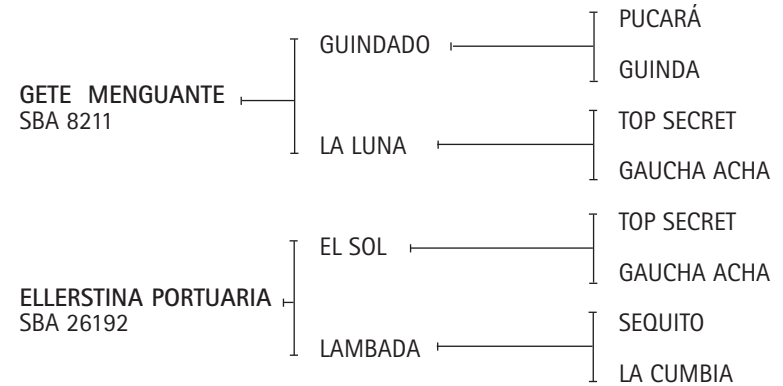 PUCARÁ
GUINDADO
GUINDA
GETE MENGUANTE
SBA 8211
TOP SECRET
LA LUNA
GAUCHA ACHA
TOP SECRET
EL SOL
GAUCHA ACHA
ELLERSTINA PORTUARIA
SBA 26192
SEQUITO
LAMBADA
LA CUMBIA